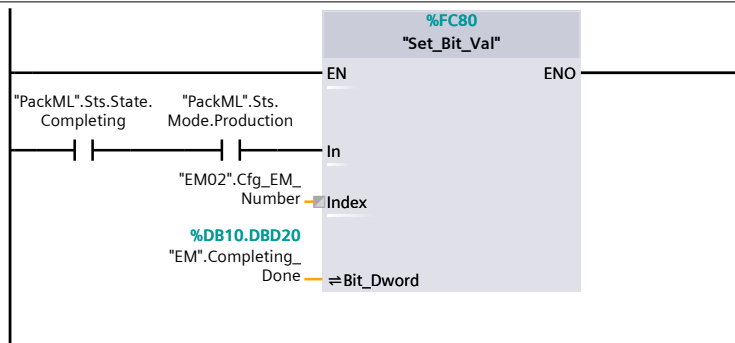 %FC80
"Set_Bit_Val"
EN ENO
"PackML".Sts.State. "PackML".Sts.
Completing Mode.Production
In
"EM02".Cfg_EM_
Number Index
%DB10.DBD20
"EM".Completing_
Done ⇌Bit_Dword